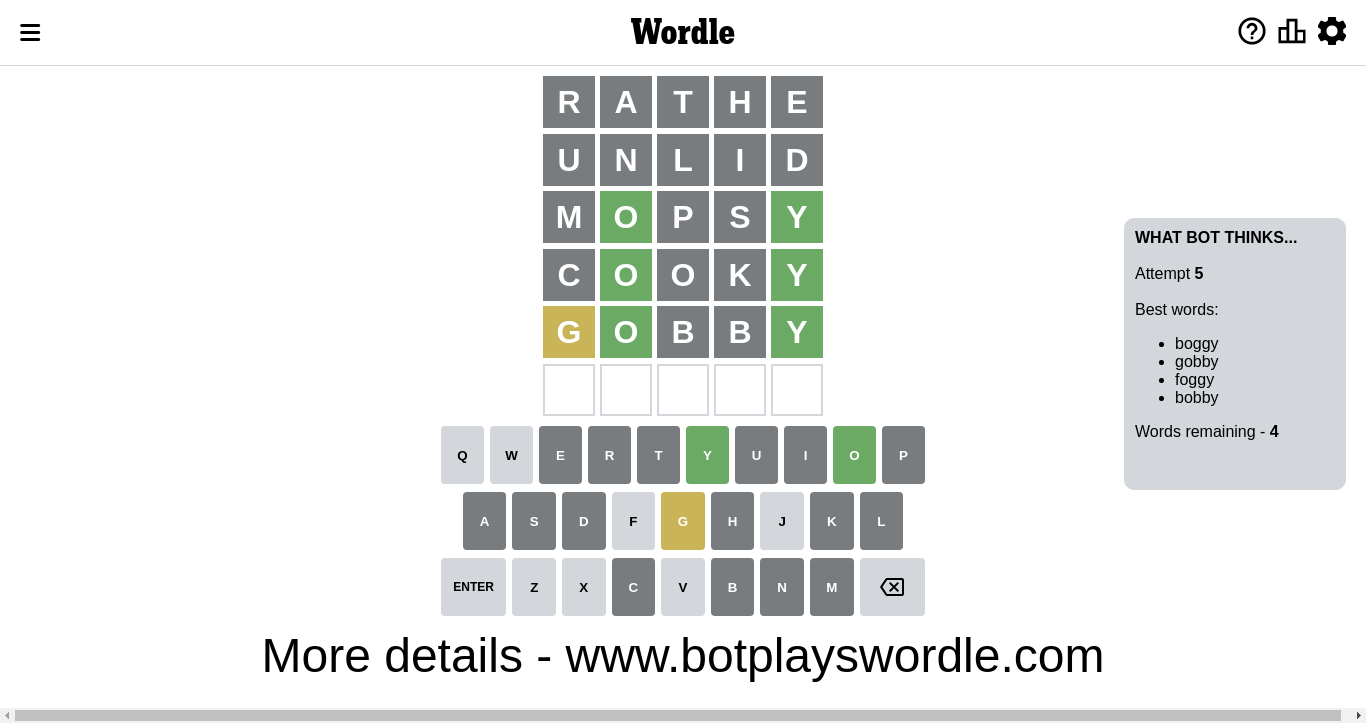 Wordle
R A T H E
U N L I D
M O P S Y
C O O K Y
G O B B Y
WHAT BOT THINKS...
Attempt 5
Best words:
boggy
gobby
foggy
bobby
Words remaining - 4
Q W E R T Y U I O P
A S D F G H J K L
ENTER Z X C V B N M
More details - www.botplayswordle.com